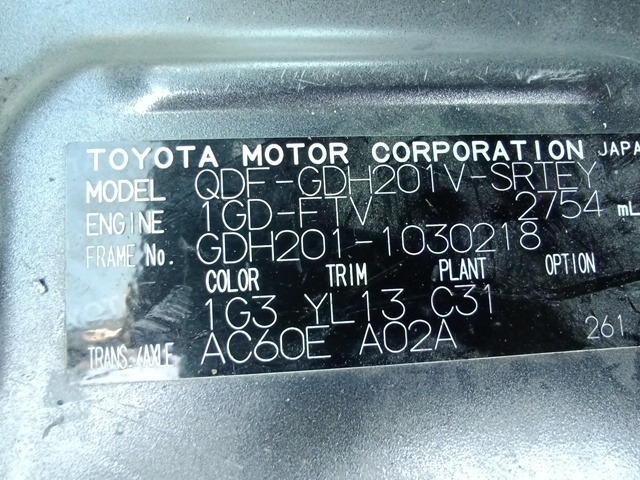 TOYOTA MOTOR CORPORATION JAPA
MODEL QDF-GDH201V-SRTEY
ENGINE 1GD-FTV 2754 mL
FRAME No. GDH201-1030218
COLOR TRIM PLANT OPTION
1G3 YL13 C31
TRANS./AXLE AC60E A02A 261